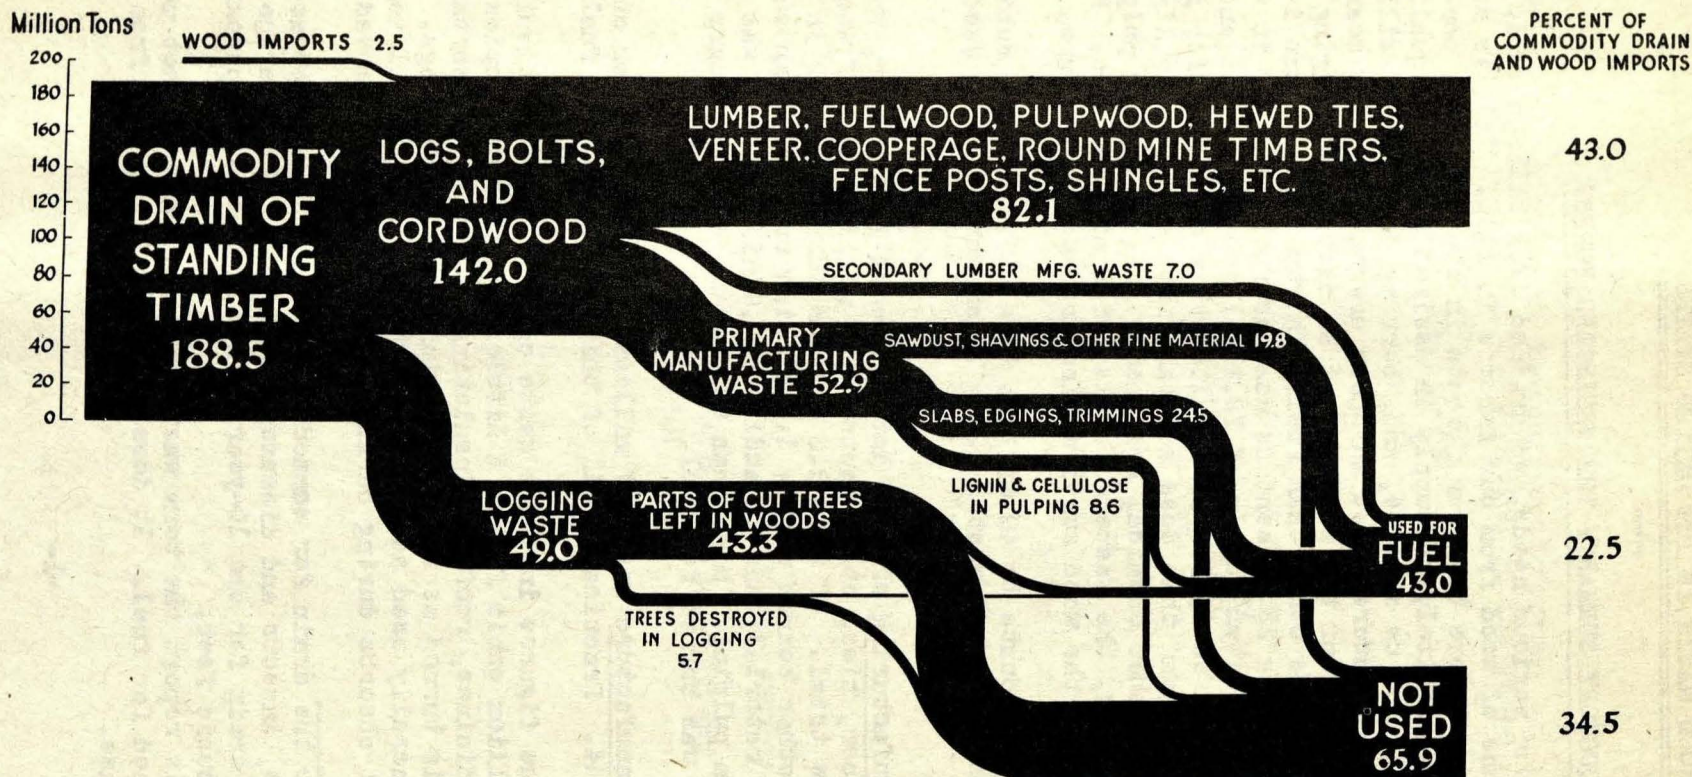 Million Tons
WOOD IMPORTS 2.5
PERCENT OF
COMMODITY DRAIN
AND WOOD IMPORTS
200
180
160
140
120
100
80
60
40
20
0
COMMODITY
DRAIN OF
STANDING
TIMBER
188.5
LOGS, BOLTS,
AND
CORDWOOD
142.0
LUMBER, FUELWOOD, PULPWOOD, HEWED TIES,
VENEER, COOPERAGE, ROUND MINE TIMBERS,
FENCE POSTS, SHINGLES, ETC.
82.1
43.0
SECONDARY LUMBER MFG. WASTE 7.0
PRIMARY
MANUFACTURING
WASTE 52.9
SAWDUST, SHAVINGS & OTHER FINE MATERIAL 19.8
SLABS, EDGINGS, TRIMMINGS 24.5
LIGNIN & CELLULOSE
IN PULPING 8.6
LOGGING
WASTE
49.0
PARTS OF CUT TREES
LEFT IN WOODS
43.3
TREES DESTROYED
IN LOGGING
5.7
USED FOR
FUEL
43.0
22.5
NOT
USED
65.9
34.5